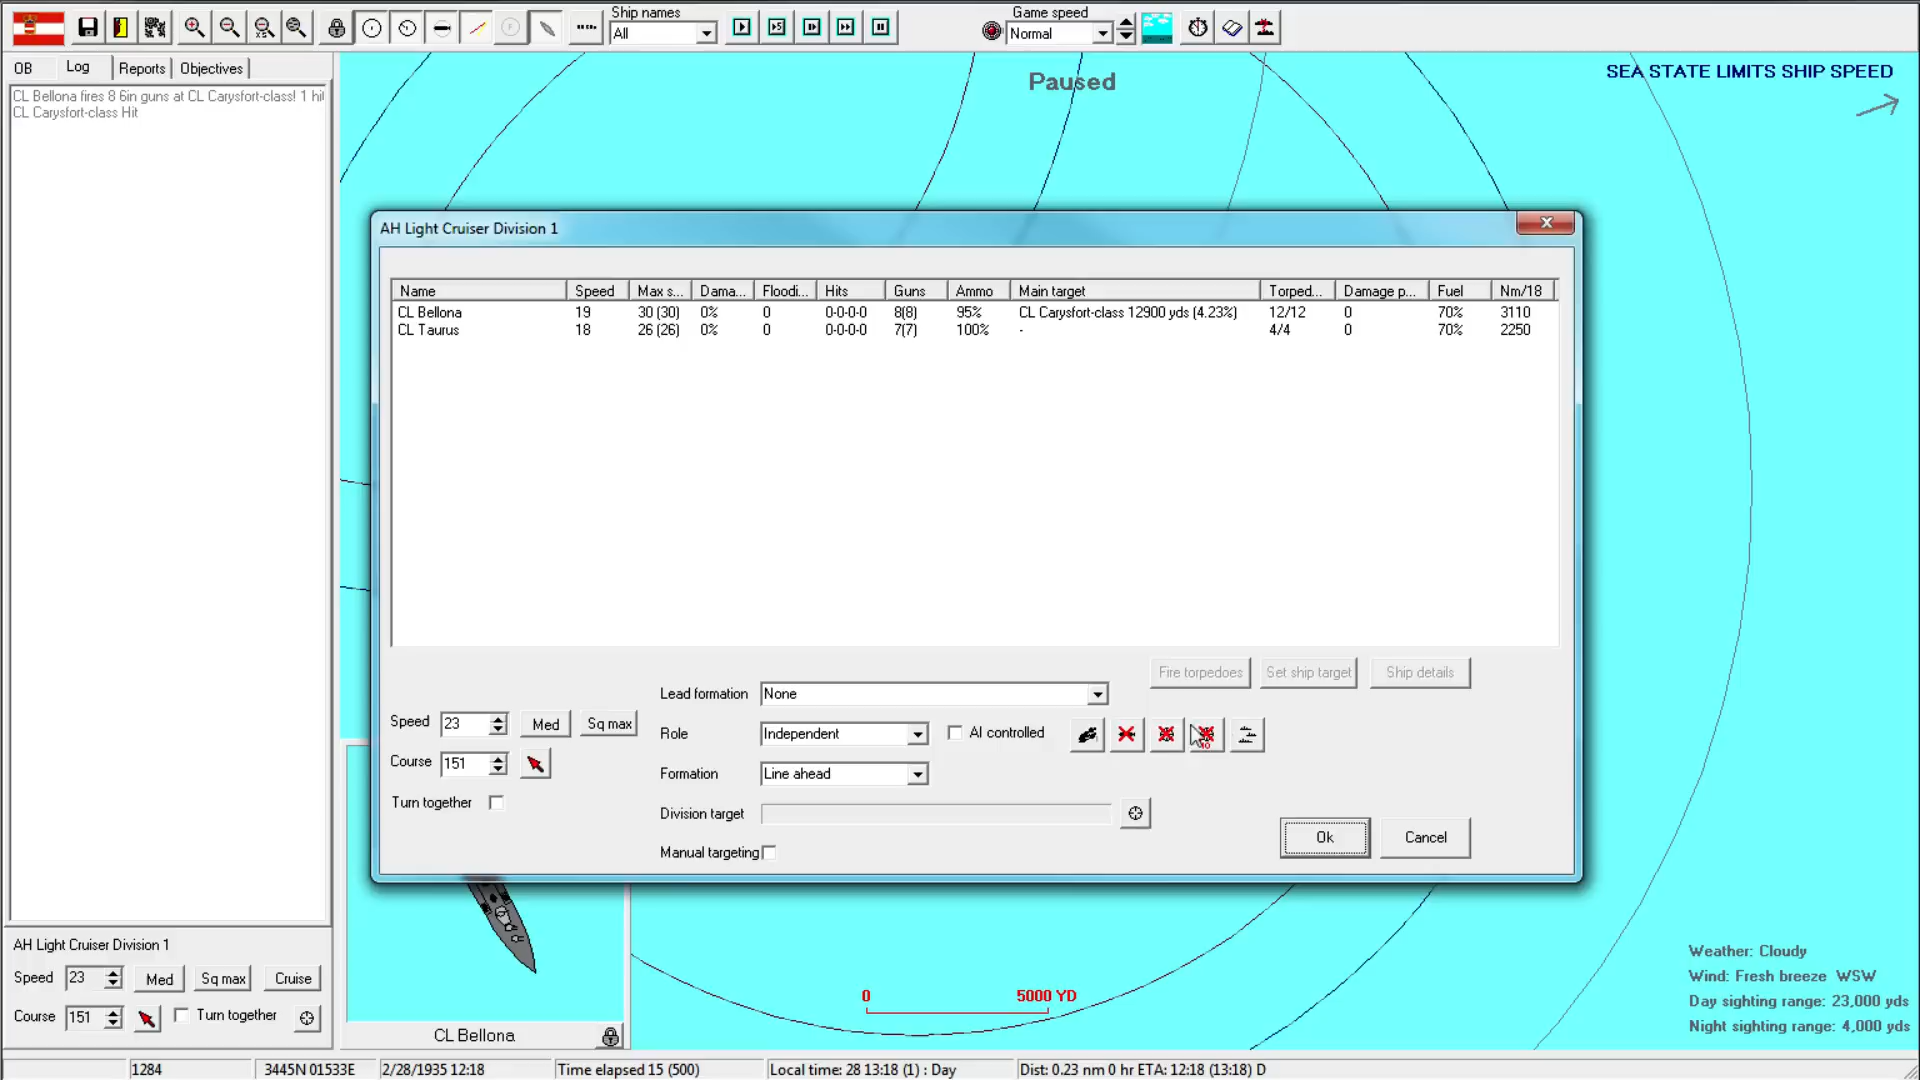 Ship names
All
Game speed
Normal
OB
Log
Reports
Objectives
CL Bellona fires 8 6in guns at CL Carysfort-class! 1 hit
CL Carysfort-class Hit
Paused
SEA STATE LIMITS SHIP SPEED
AH Light Cruiser Division 1
Name Speed Max s... Dama... Floodi... Hits Guns Ammo Main target Torped... Damage p... Fuel Nm/18
CL Bellona 19 30 (30) 0% 0 0-0-0-0 8(8) 95% CL Carysfort-class 12900 yds (4.23%) 12/12 0 70% 3110
CL Taurus 18 26 (26) 0% 0 0-0-0-0 7(7) 100% - 4/4 0 70% 2250
Fire torpedoes
Set ship target
Ship details
Lead formation None
Speed 23 Med Sq max
Role Independent AI controlled
Course 151
Formation Line ahead
Turn together
Division target
Manual targeting
Ok
Cancel
AH Light Cruiser Division 1
Speed 23 Med Sq max Cruise
Course 151 Turn together
CL Bellona
0 5000 YD
Weather: Cloudy
Wind: Fresh breeze WSW
Day sighting range: 23,000 yds
Night sighting range: 4,000 yds
1284 3445N 01533E 2/28/1935 12:18 Time elapsed 15 (500) Local time: 28 13:18 (1) : Day Dist: 0.23 nm 0 hr ETA: 12:18 (13:18) D